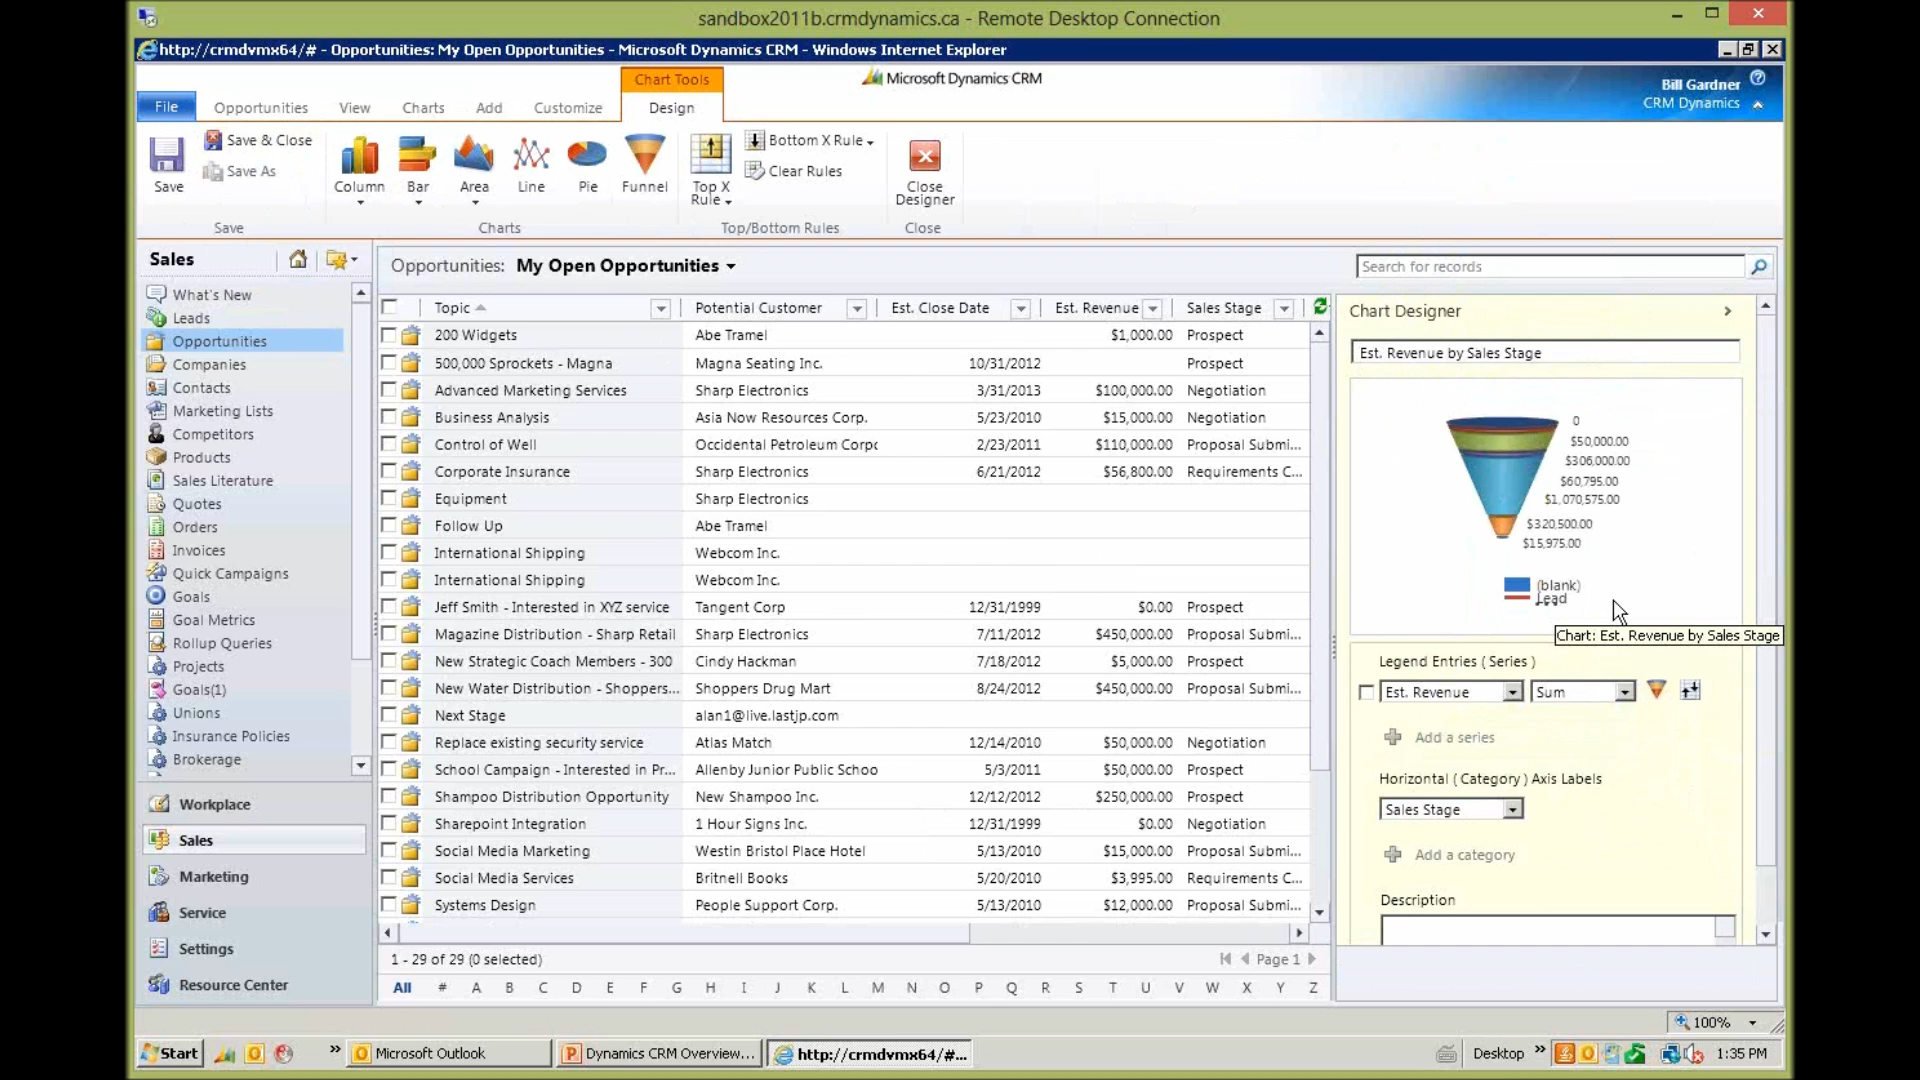 sandbox2011b.crmdynamics.ca - Remote Desktop Connection
http://crmdvmx64/# - Opportunities: My Open Opportunities - Microsoft Dynamics CRM - Windows Internet Explorer
Chart Tools
Microsoft Dynamics CRM
Bill Gardner
CRM Dynamics
File Opportunities View Charts Add Customize Design
Save
Save & Close
Save As
Column
Bar
Area
Line
Pie
Funnel
Top X Rule
Bottom X Rule
Clear Rules
Close Designer
Save Charts Top/Bottom Rules Close
Sales
What's New
Leads
Opportunities
Companies
Contacts
Marketing Lists
Competitors
Products
Sales Literature
Quotes
Orders
Invoices
Quick Campaigns
Goals
Goal Metrics
Rollup Queries
Projects
Goals(1)
Unions
Insurance Policies
Brokerage
Workplace
Sales
Marketing
Service
Settings
Resource Center
Opportunities: My Open Opportunities
Search for records
Topic Potential Customer Est. Close Date Est. Revenue Sales Stage
200 Widgets Abe Tramel $1,000.00 Prospect
500,000 Sprockets - Magna Magna Seating Inc. 10/31/2012 Prospect
Advanced Marketing Services Sharp Electronics 3/31/2013 $100,000.00 Negotiation
Business Analysis Asia Now Resources Corp. 5/23/2010 $15,000.00 Negotiation
Control of Well Occidental Petroleum Corpc 2/23/2011 $110,000.00 Proposal Submi...
Corporate Insurance Sharp Electronics 6/21/2012 $56,800.00 Requirements C...
Equipment Sharp Electronics
Follow Up Abe Tramel
International Shipping Webcom Inc.
International Shipping Webcom Inc.
Jeff Smith - Interested in XYZ service Tangent Corp 12/31/1999 $0.00 Prospect
Magazine Distribution - Sharp Retail Sharp Electronics 7/11/2012 $450,000.00 Proposal Submi...
New Strategic Coach Members - 300 Cindy Hackman 7/18/2012 $5,000.00 Prospect
New Water Distribution - Shoppers... Shoppers Drug Mart 8/24/2012 $450,000.00 Proposal Submi...
Next Stage alan1@live.lastjp.com
Replace existing security service Atlas Match 12/14/2010 $50,000.00 Negotiation
School Campaign - Interested in Pr... Allenby Junior Public Schoo 5/3/2011 $50,000.00 Prospect
Shampoo Distribution Opportunity New Shampoo Inc. 12/12/2012 $250,000.00 Prospect
Sharepoint Integration 1 Hour Signs Inc. 12/31/1999 $0.00 Negotiation
Social Media Marketing Westin Bristol Place Hotel 5/13/2010 $15,000.00 Proposal Submi...
Social Media Services Britnell Books 5/20/2010 $3,995.00 Requirements C...
Systems Design People Support Corp. 5/13/2010 $12,000.00 Proposal Submi...
1 - 29 of 29 (0 selected)
Page 1
All # A B C D E F G H I J K L M N O P Q R S T U V W X Y Z
Chart Designer
Est. Revenue by Sales Stage
0
$50,000.00
$306,000.00
$60,795.00
$1,070,575.00
$320,500.00
$15,975.00
(blank)
Lead
Chart: Est. Revenue by Sales Stage
Legend Entries ( Series )
Est. Revenue Sum
Add a series
Horizontal ( Category ) Axis Labels
Sales Stage
Add a category
Description
100%
Start
Microsoft Outlook
Dynamics CRM Overview...
http://crmdvmx64/#...
Desktop
1:35 PM